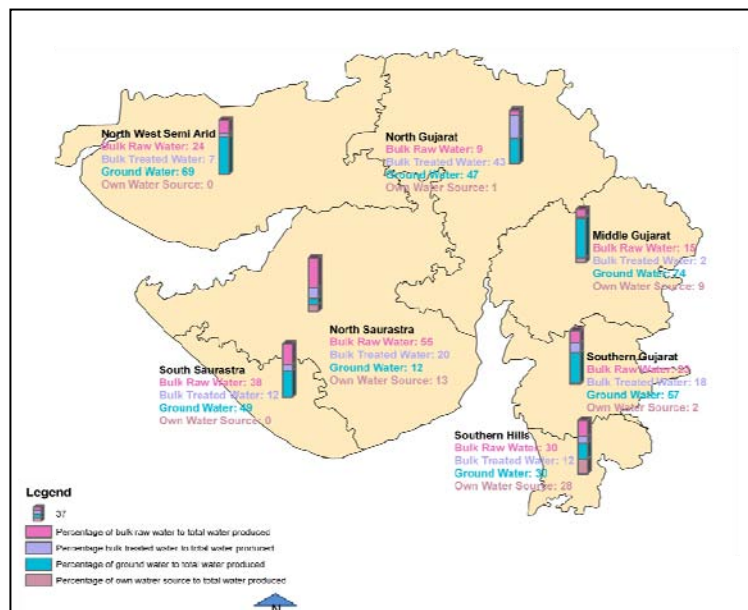 North West Semi Arid
Bulk Raw Water: 24
Bulk Treated Water: 7
Ground Water: 69
Own Water Source: 0
North Gujarat
Bulk Raw Water: 9
Bulk Treated Water: 43
Ground Water: 47
Own Water Source: 1
Middle Gujarat
Bulk Raw Water: 15
Bulk Treated Water: 2
Ground Water: 74
Own Water Source: 9
North Saurastra
Bulk Raw Water: 55
Bulk Treated Water: 20
Ground Water: 12
Own Water Source: 13
South Saurastra
Bulk Raw Water: 38
Bulk Treated Water: 12
Ground Water: 49
Own Water Source: 0
Southern Gujarat
Bulk Raw Water: 23
Bulk Treated Water: 18
Ground Water: 57
Own Water Source: 2
Southern Hills
Bulk Raw Water: 30
Bulk Treated Water: 12
Ground Water: 30
Own Water Source: 28
Legend
37
Percentage of bulk raw water to total water produced
Percentage bulk treated water to total water produced
Percentage of ground water to total water produced
Percentage of own watrer source to total water produced
N